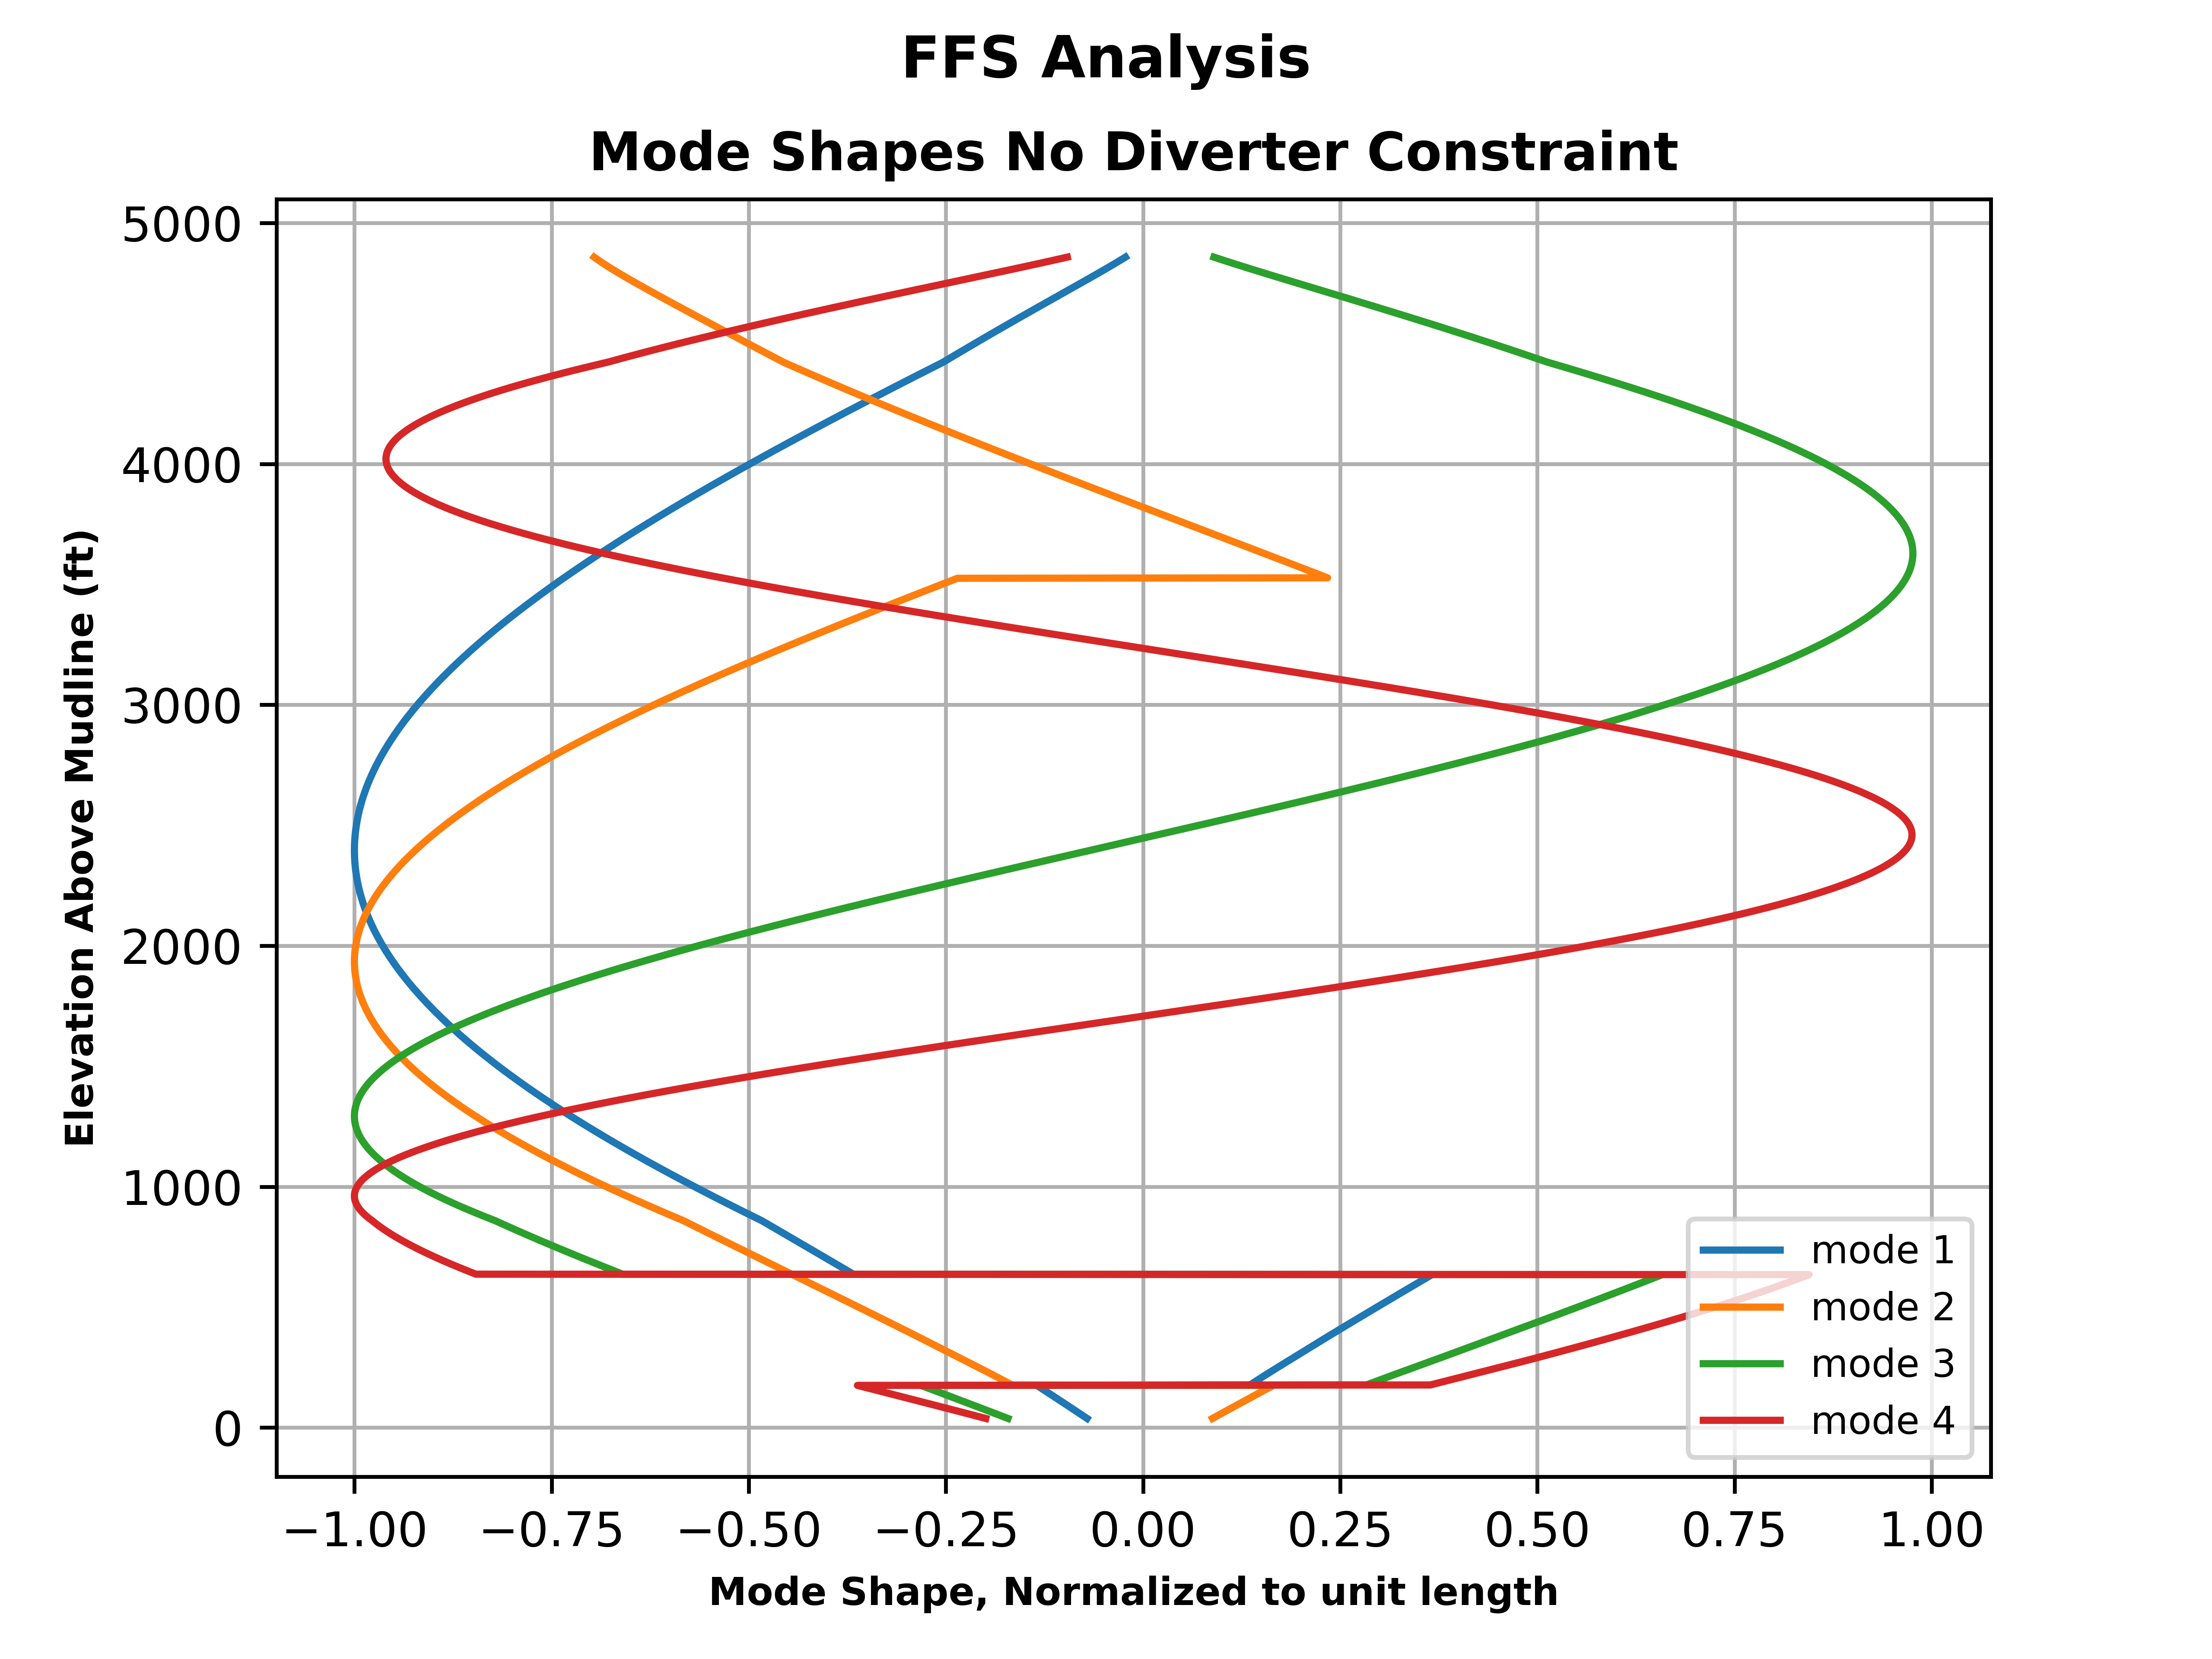 FFS Analysis
Mode Shapes No Diverter Constraint
Elevation Above Mudline (ft)
5000
4000
3000
2000
1000
0
−1.00 −0.75 −0.50 −0.25 0.00 0.25 0.50 0.75 1.00
Mode Shape, Normalized to unit length
mode 1
mode 2
mode 3
mode 4